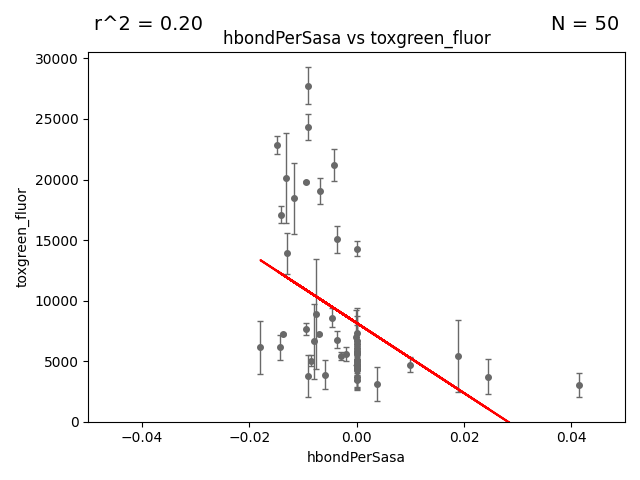 r^2 = 0.20
N = 50
hbondPerSasa vs toxgreen_fluor
30000
25000
20000
15000
10000
5000
0
toxgreen_fluor
−0.04
−0.02
0.00
0.02
0.04
hbondPerSasa